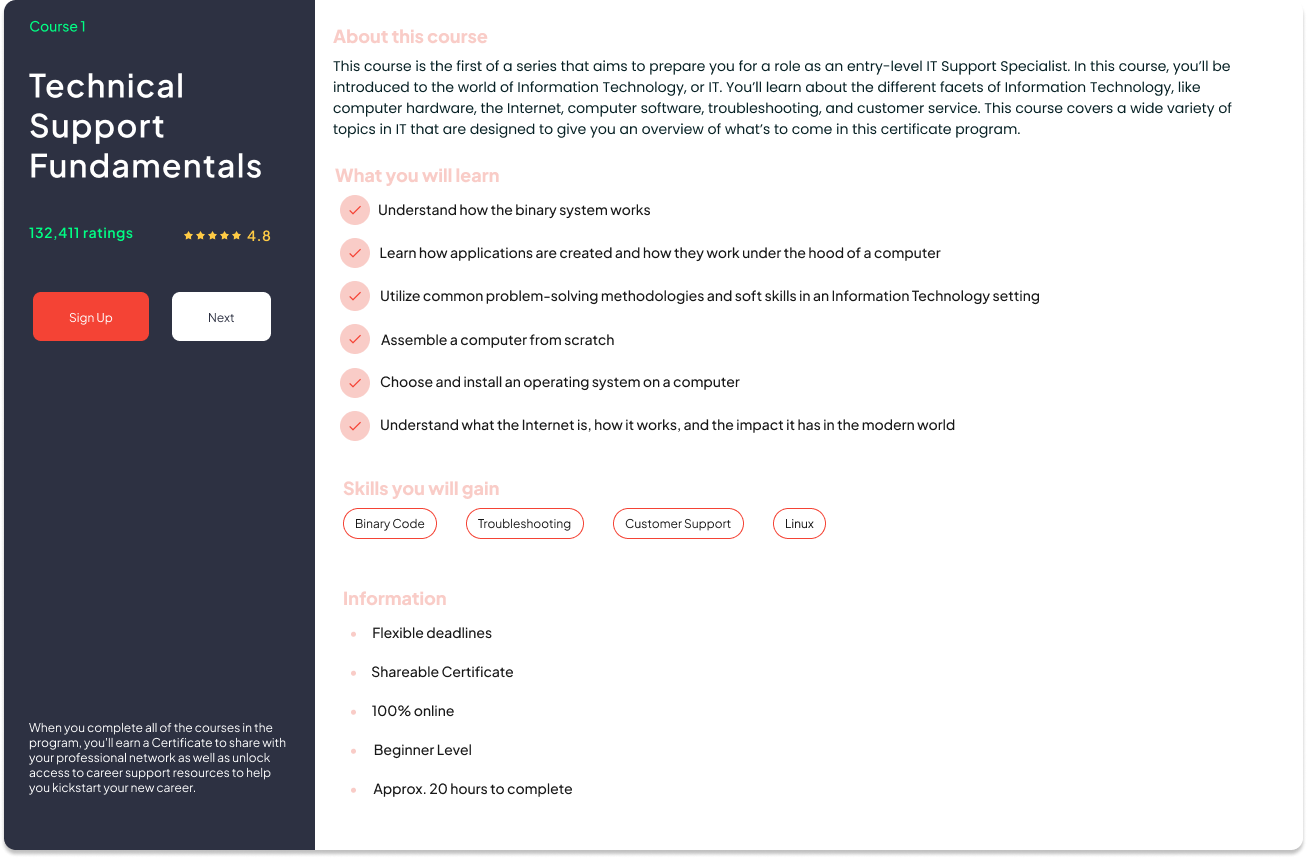 Course 1
Technical
Support
Fundamentals
132,411 ratings
4.8
Sign Up
Next
When you complete all of the courses in the
program, you'll earn a Certificate to share with
your professional network as well as unlock
access to career support resources to help
you kickstart your new career.
About this course
This course is the first of a series that aims to prepare you for a role as an entry-level IT Support Specialist. In this course, you’ll be
introduced to the world of Information Technology, or IT. You’ll learn about the different facets of Information Technology, like
computer hardware, the Internet, computer software, troubleshooting, and customer service. This course covers a wide variety of
topics in IT that are designed to give you an overview of what’s to come in this certificate program.
What you will learn
Understand how the binary system works
Learn how applications are created and how they work under the hood of a computer
Utilize common problem-solving methodologies and soft skills in an Information Technology setting
Assemble a computer from scratch
Choose and install an operating system on a computer
Understand what the Internet is, how it works, and the impact it has in the modern world
Skills you will gain
Binary Code
Troubleshooting
Customer Support
Linux
Information
Flexible deadlines
Shareable Certificate
100% online
Beginner Level
Approx. 20 hours to complete